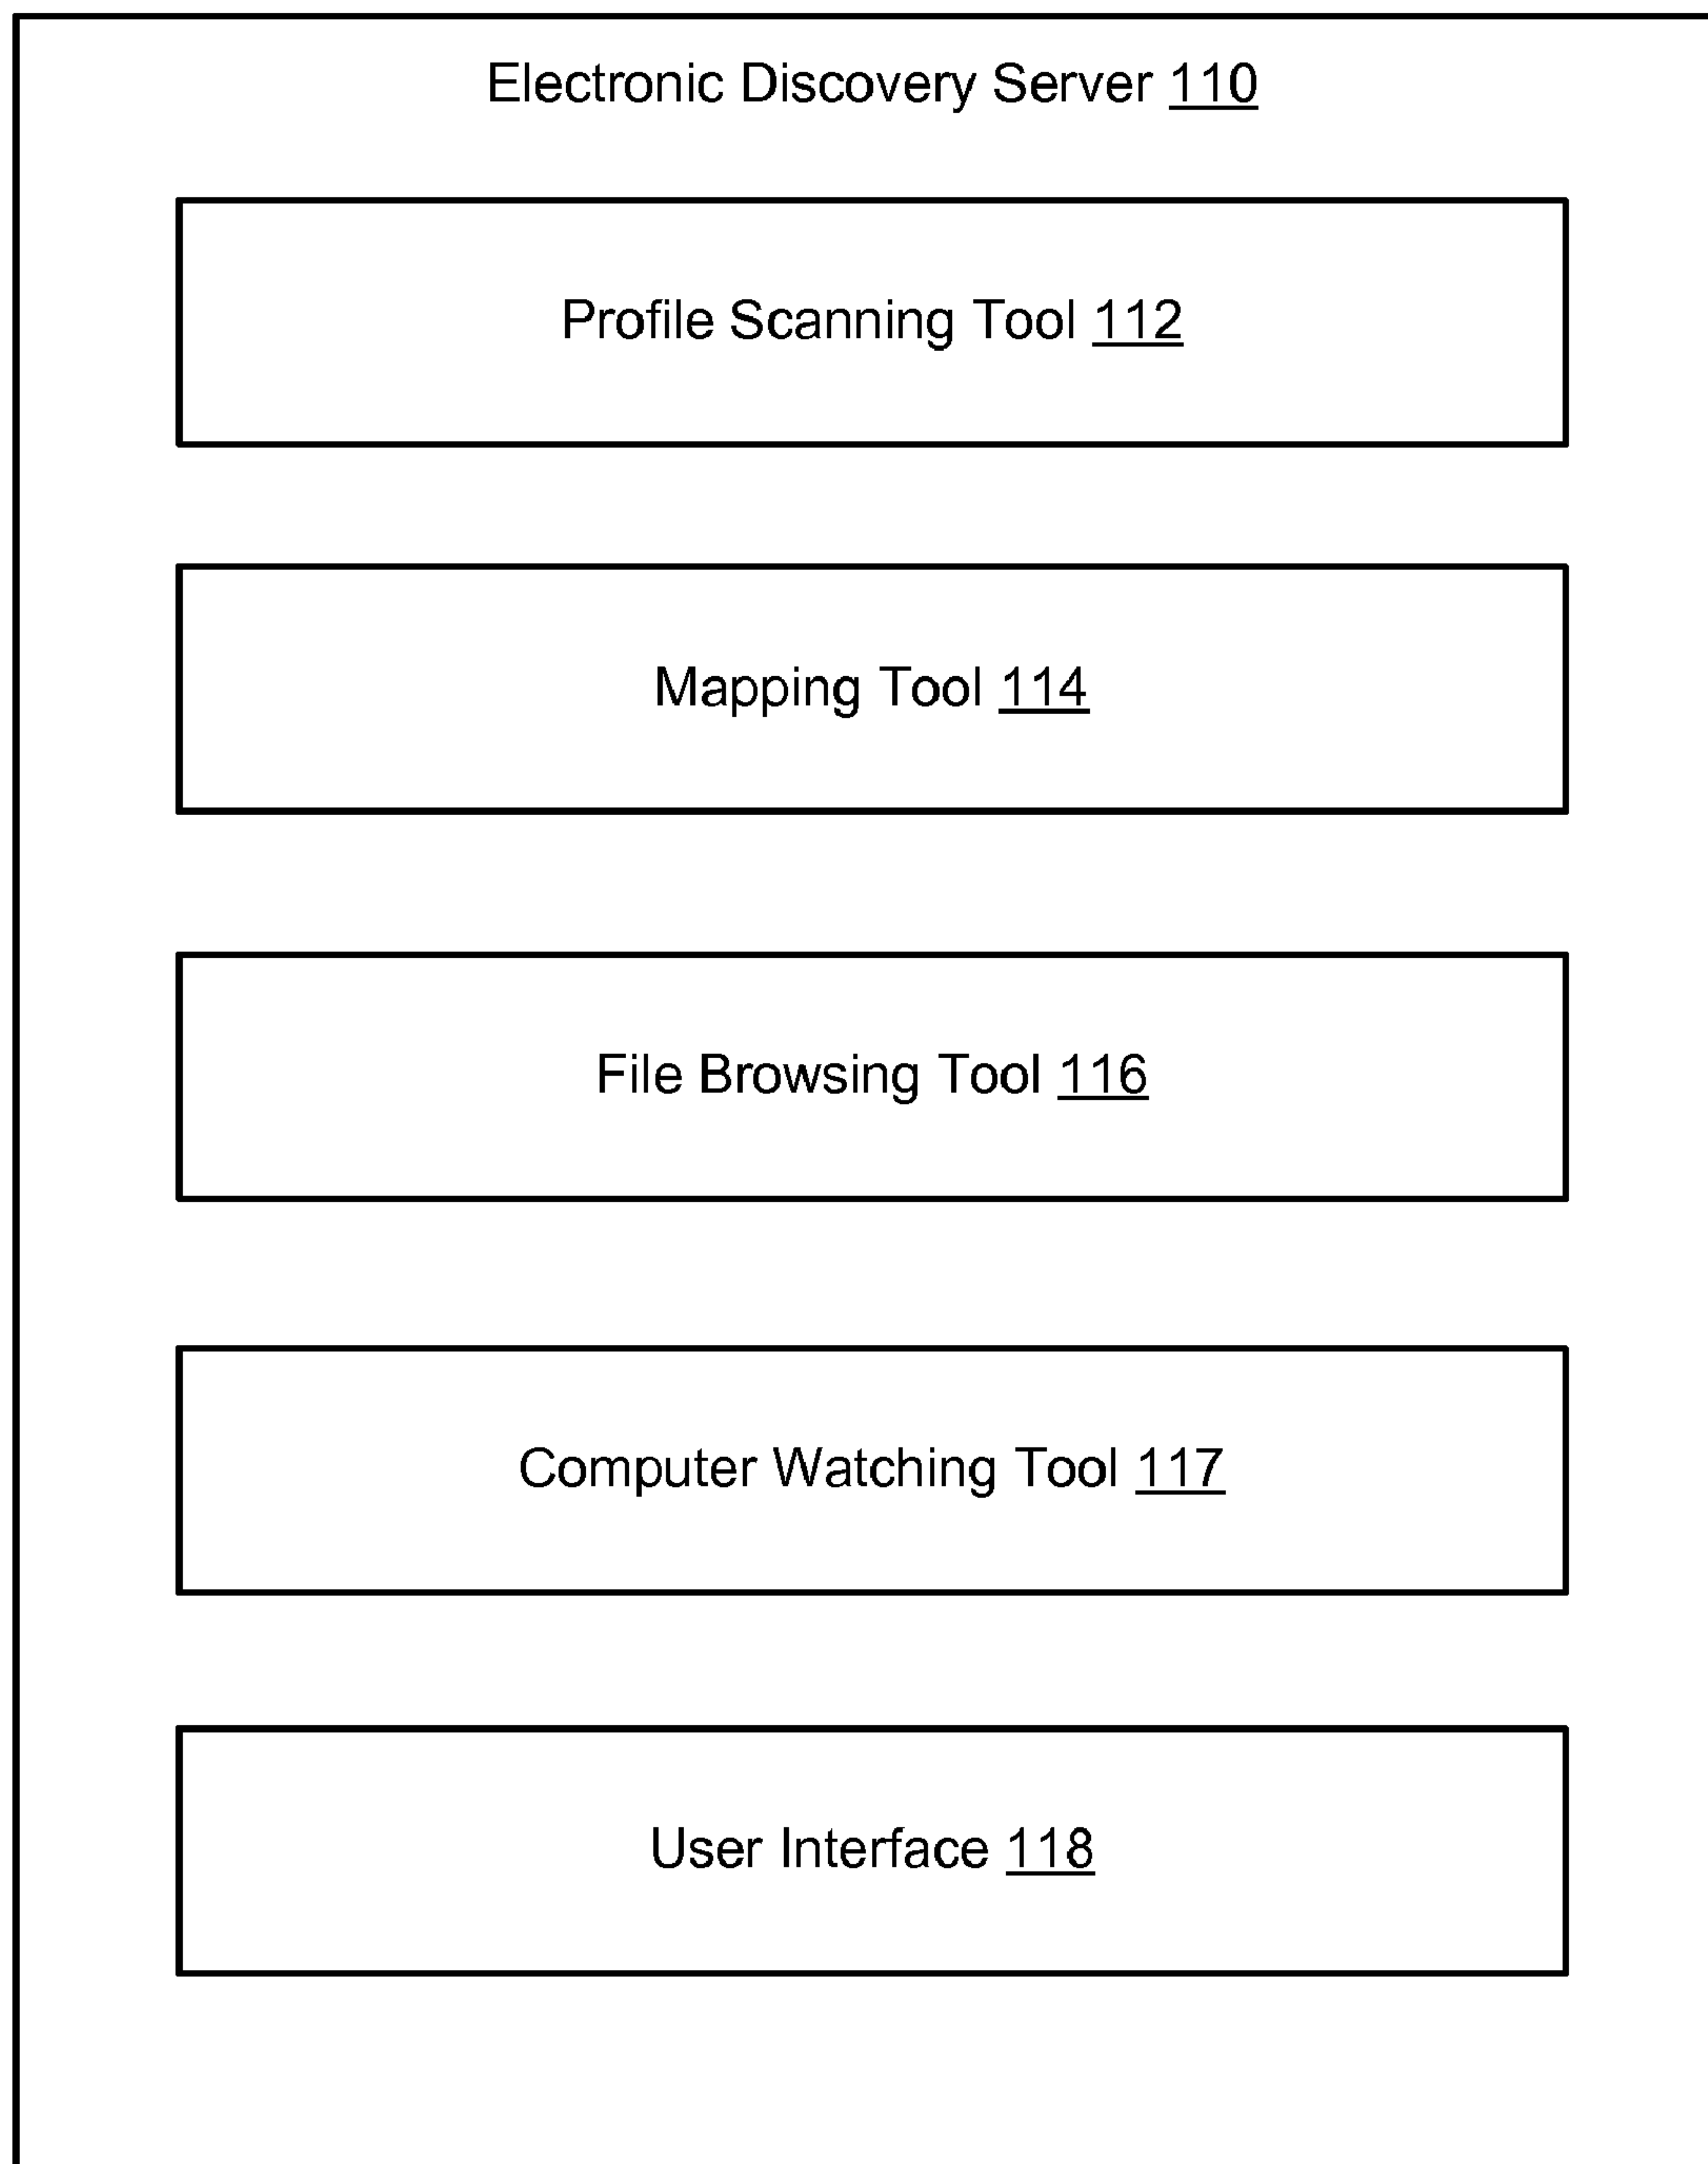 Electronic Discovery Server 110
Profile Scanning Tool 112
Mapping Tool 114
File Browsing Tool 116
Computer Watching Tool 117
User Interface 118